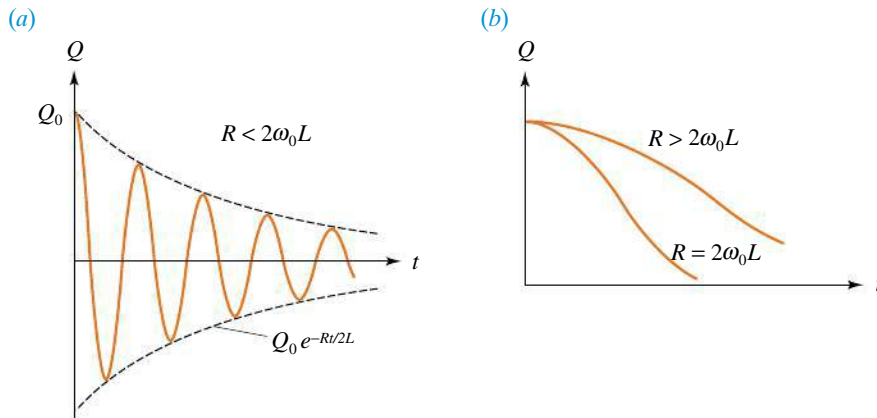 (a)
Q
Q₀
R < 2ω₀L
t
Q₀ e^{–Rt/2L}
(b)
Q
R > 2ω₀L
R = 2ω₀L
t